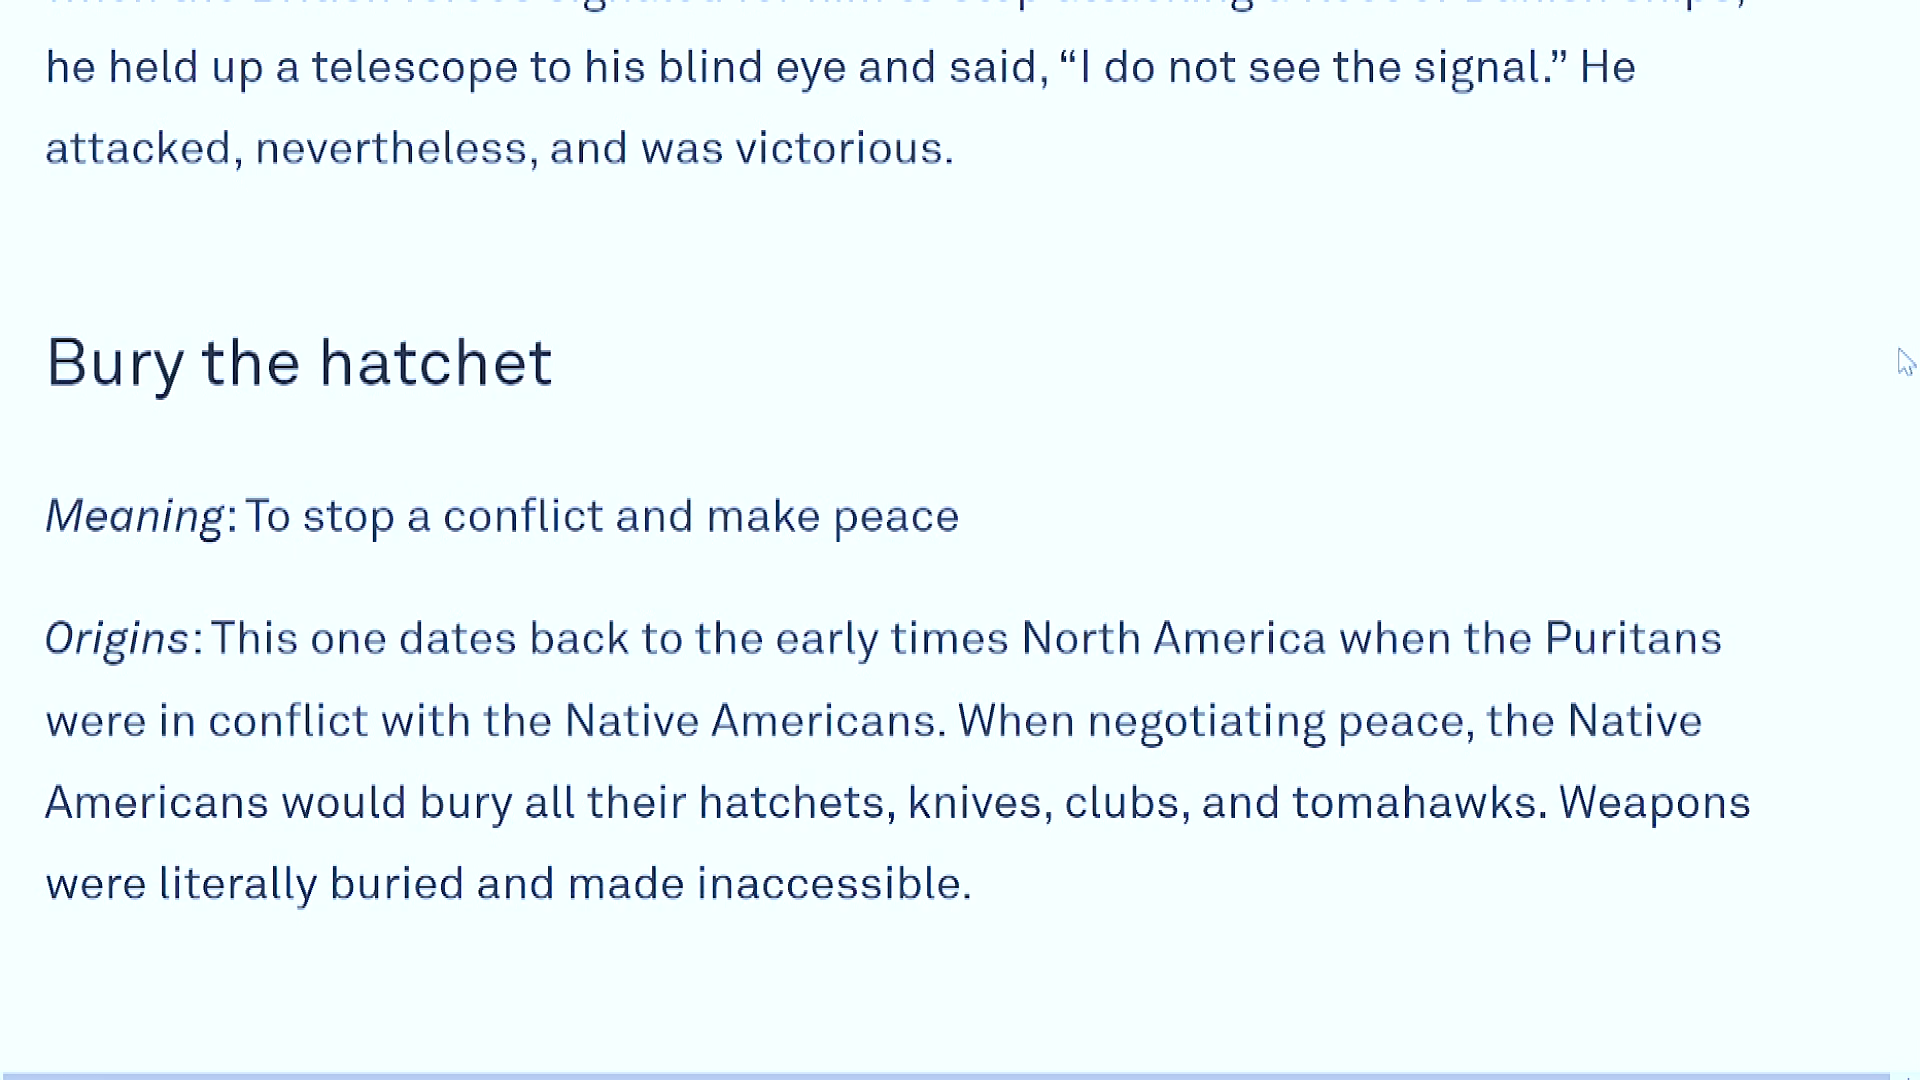 he held up a telescope to his blind eye and said, “I do not see the signal.” He
attacked, nevertheless, and was victorious.
Bury the hatchet
Meaning: To stop a conflict and make peace
Origins: This one dates back to the early times North America when the Puritans
were in conflict with the Native Americans. When negotiating peace, the Native
Americans would bury all their hatchets, knives, clubs, and tomahawks. Weapons
were literally buried and made inaccessible.